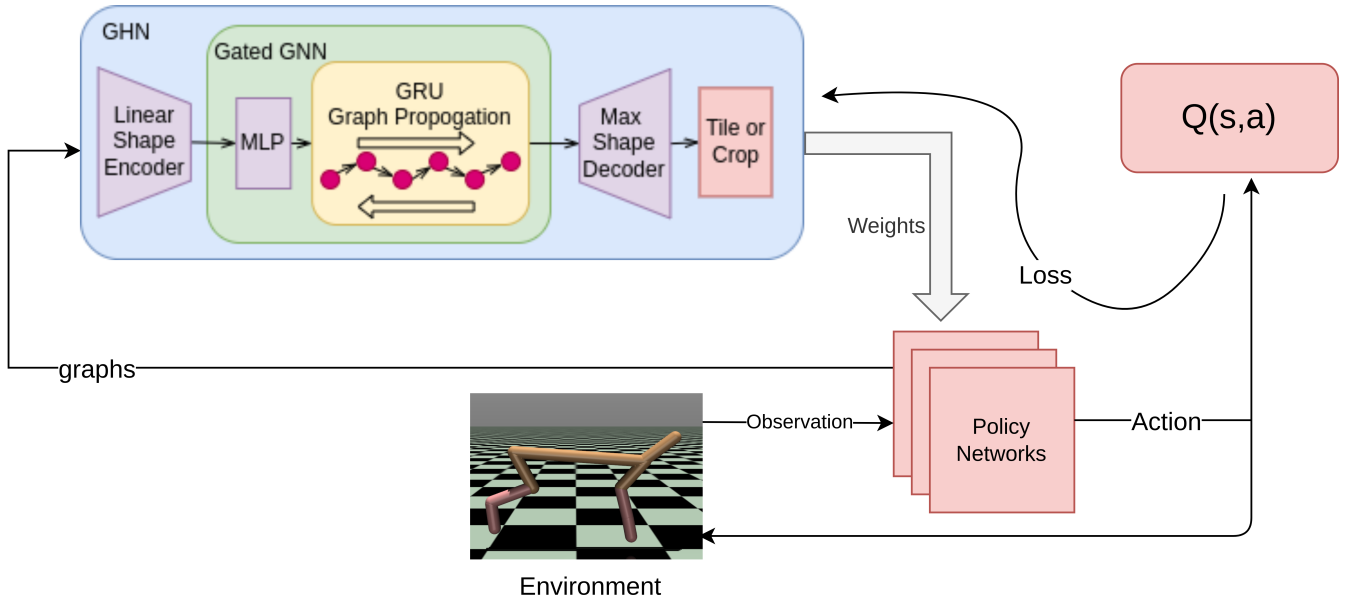 GHN
Gated GNN
Linear
Shape
Encoder
MLP
GRU
Graph Propogation
Max
Shape
Decoder
Tile or
Crop
Q(s,a)
Weights
Loss
graphs
Observation
Policy
Networks
Action
Environment